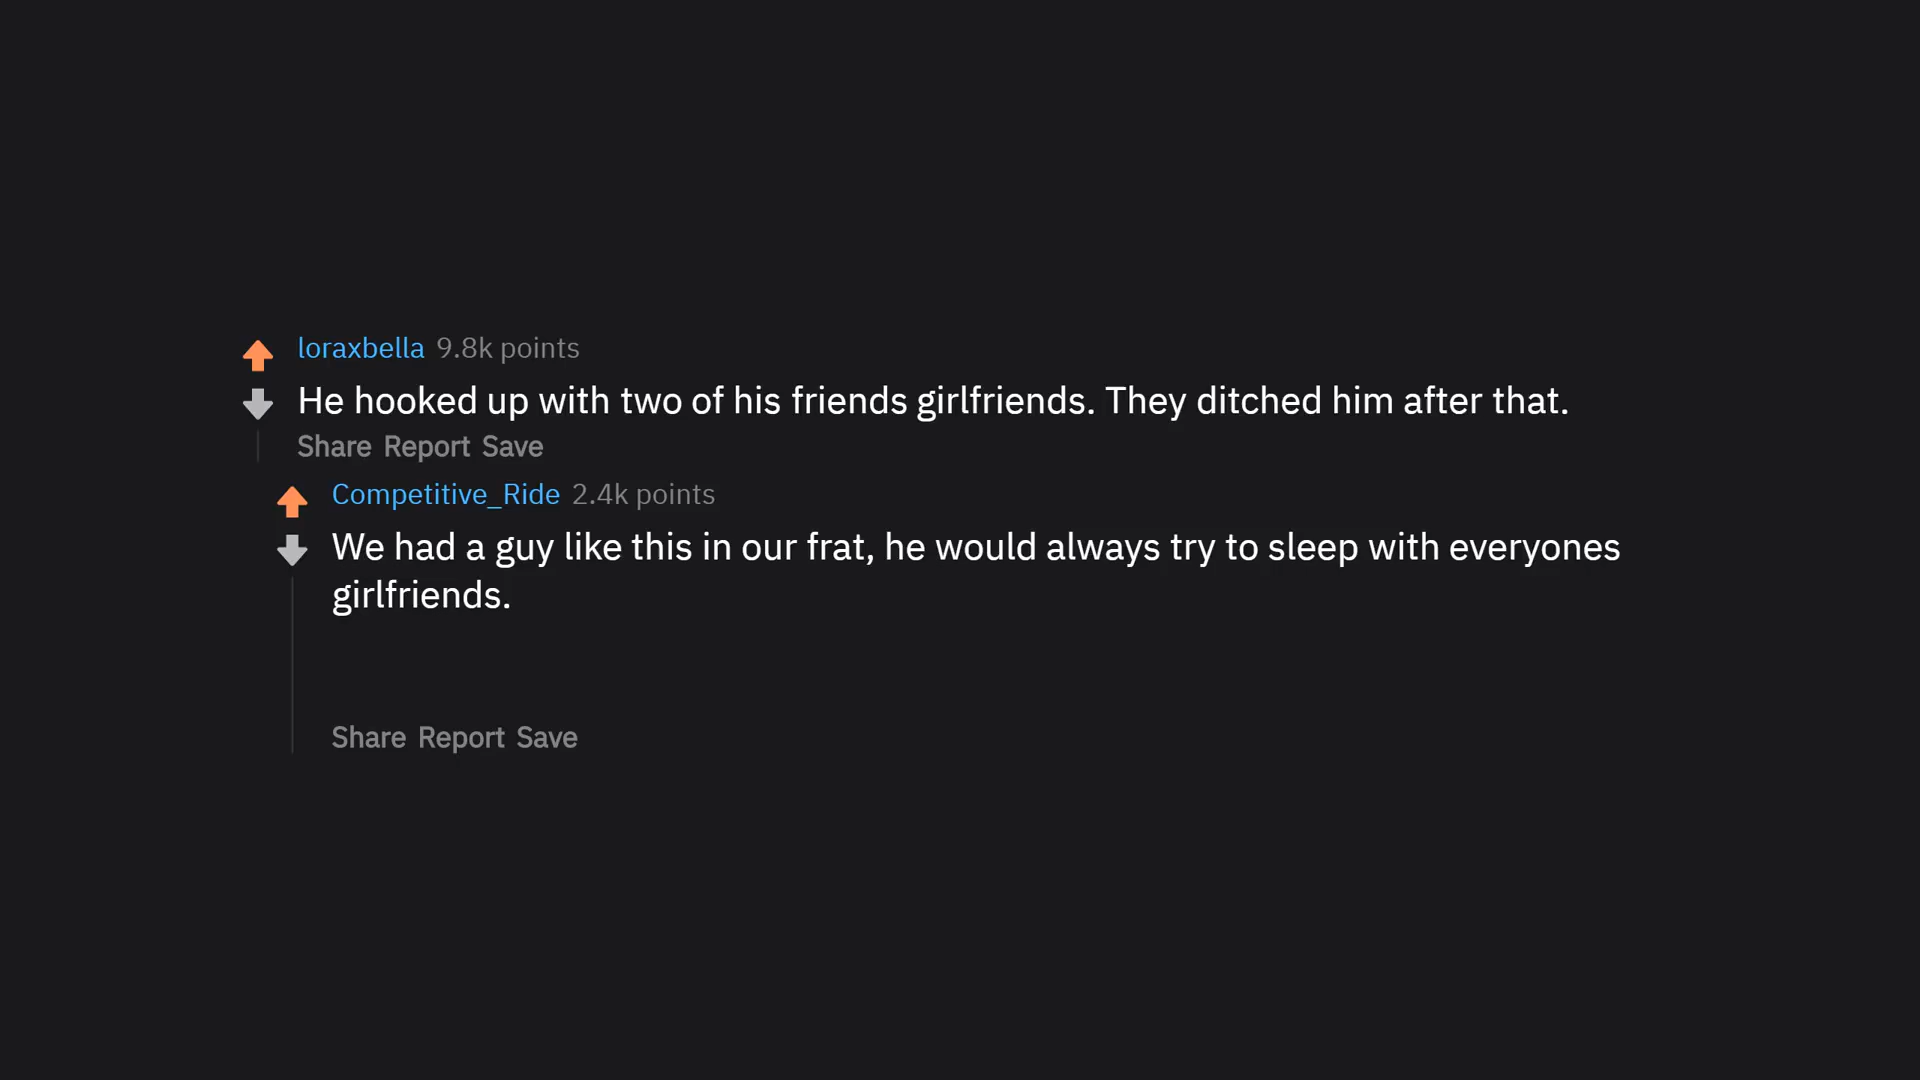 loraxbella 9.8k points
He hooked up with two of his friends girlfriends. They ditched him after that.
Share Report Save
Competitive_Ride 2.4k points
We had a guy like this in our frat, he would always try to sleep with everyones
girlfriends.
Share Report Save